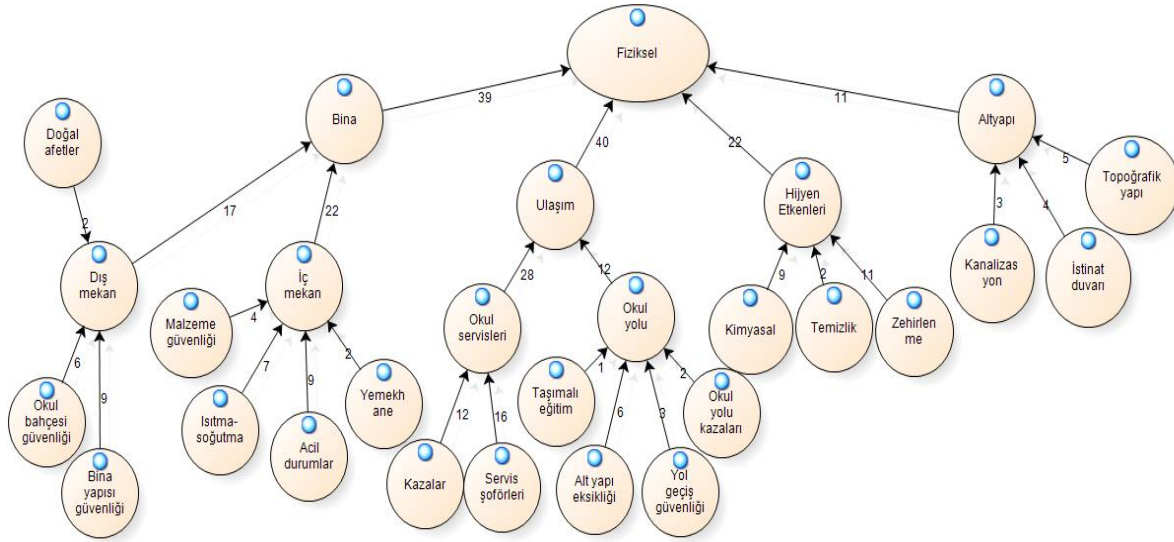 Fiziksel
39
40
22
11
Bina
Altyapı
Doğal
afetler
Ulaşım
Hijyen
Etkenleri
Topoğrafik
yapı
5
3
4
2
17
22
Dış
mekan
İç
mekan
28
12
9
2
11
Kanalizas
yon
İstinat
duvarı
Malzeme
güvenliği
4
Okul
servisleri
Okul
yolu
Kimyasal
Temizlik
Zehirlen
me
6
9
7
9
2
12
16
1
6
3
2
Okul
bahçesi
güvenliği
Isıtma-
soğutma
Yemekh
ane
Taşımalı
eğitim
Okul
yolu
kazaları
Bina
yapısı
güvenliği
Acil
durumlar
Kazalar
Servis
şoförleri
Alt yapı
eksikliği
Yol
geçiş
güvenliği